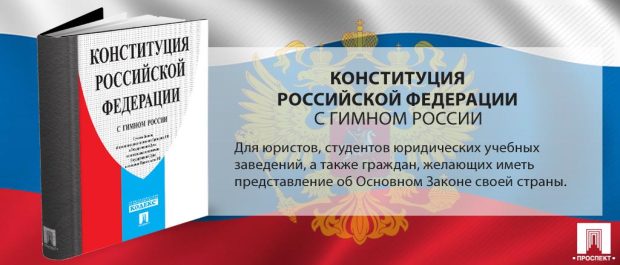 КОНСТИТУЦИЯ
РОССИЙСКОЙ
ФЕДЕРАЦИИ
С ГИМНОМ РОССИИ
КОДЕКС
КОНСТИТУЦИЯ
РОССИЙСКОЙ ФЕДЕРАЦИИ
С ГИМНОМ РОССИИ
Для юристов, студентов юридических учебных
заведений, а также граждан, желающих иметь
представление об Основном Законе своей страны.
• ПРОСПЕКТ •